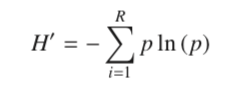 H′ = − ∑_{i=1}^{R} p ln (p)